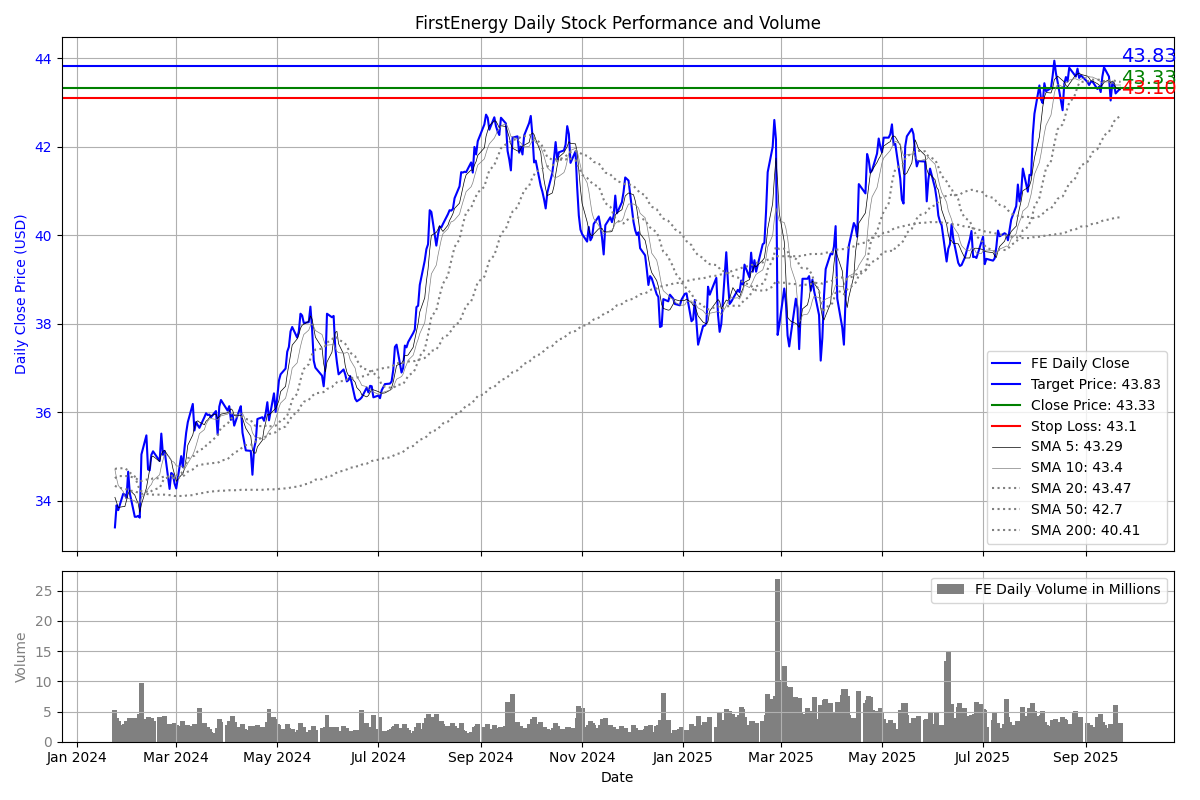 FirstEnergy Daily Stock Performance and Volume
Daily Close Price (USD)
44
42
40
38
36
34
43.83
43.33
43.10
FE Daily Close
Target Price: 43.83
Close Price: 43.33
Stop Loss: 43.1
SMA 5: 43.29
SMA 10: 43.4
SMA 20: 43.47
SMA 50: 42.7
SMA 200: 40.41
Volume
25
20
15
10
5
0
FE Daily Volume in Millions
Jan 2024 Mar 2024 May 2024 Jul 2024 Sep 2024 Nov 2024 Jan 2025 Mar 2025 May 2025 Jul 2025 Sep 2025
Date